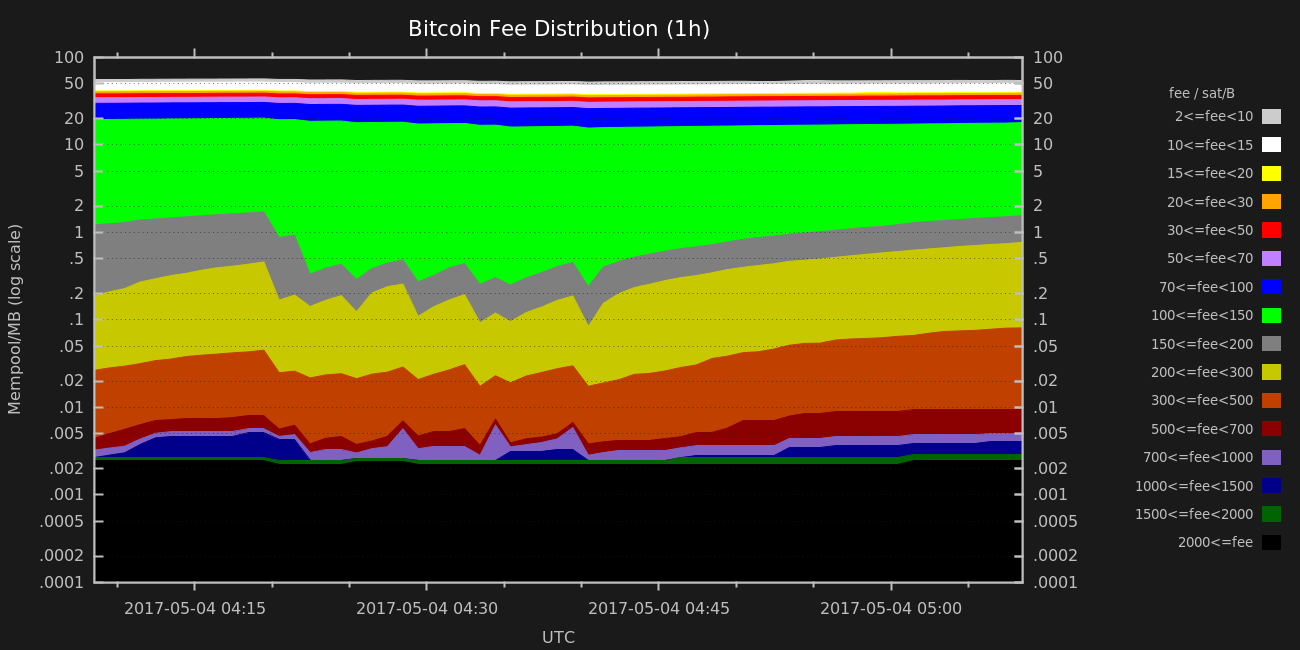 Bitcoin Fee Distribution (1h)
Mempool/MB (log scale)
100
50
20
10
5
2
1
.5
.2
.1
.05
.02
.01
.005
.002
.001
.0005
.0002
.0001
100
50
20
10
5
2
1
.5
.2
.1
.05
.02
.01
.005
.002
.001
.0005
.0002
.0001
2017-05-04 04:15
2017-05-04 04:30
2017-05-04 04:45
2017-05-04 05:00
UTC
fee / sat/B
2<=fee<10
10<=fee<15
15<=fee<20
20<=fee<30
30<=fee<50
50<=fee<70
70<=fee<100
100<=fee<150
150<=fee<200
200<=fee<300
300<=fee<500
500<=fee<700
700<=fee<1000
1000<=fee<1500
1500<=fee<2000
2000<=fee